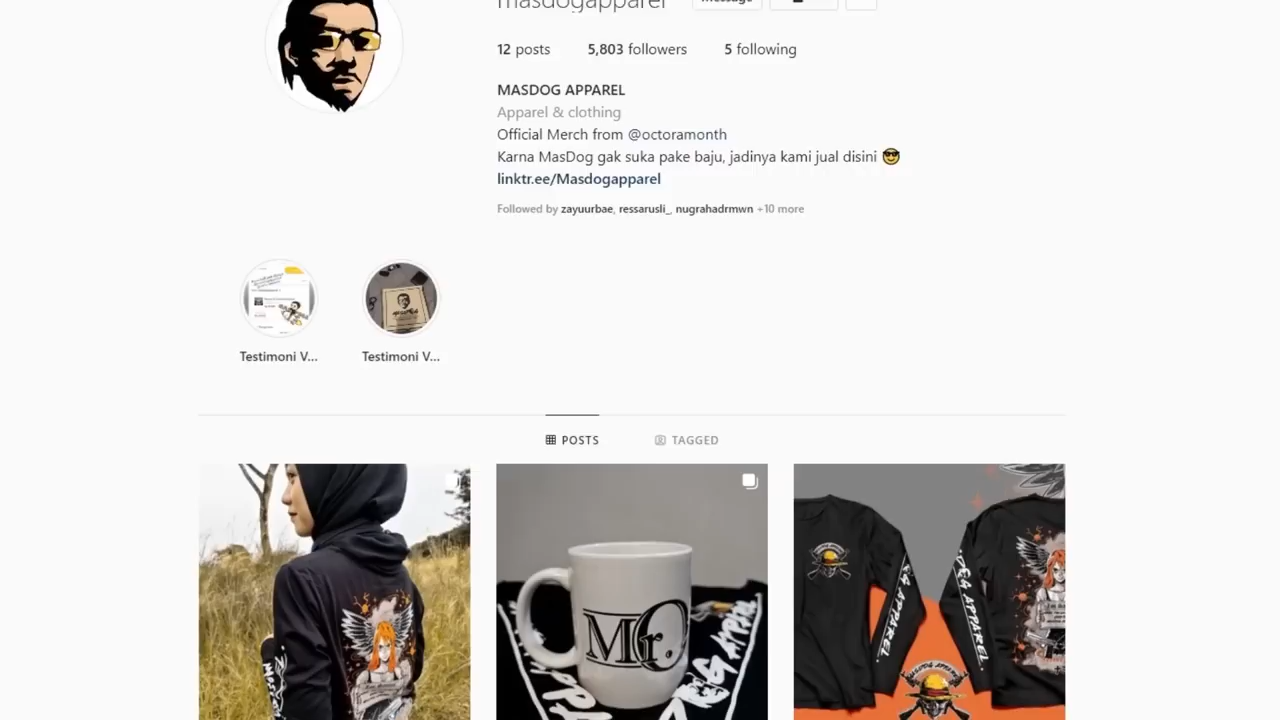 masdogapparel
Message
12 posts 5,803 followers 5 following
MASDOG APPAREL
Apparel & clothing
Official Merch from @octoramonth
Karna MasDog gak suka pake baju, jadinya kami jual disini 😎
linktr.ee/Masdogapparel
Followed by zayuurbae, ressarusli_, nugrahadrmwn +10 more
Testimoni V... Testimoni V...
POSTS TAGGED
Mr.O